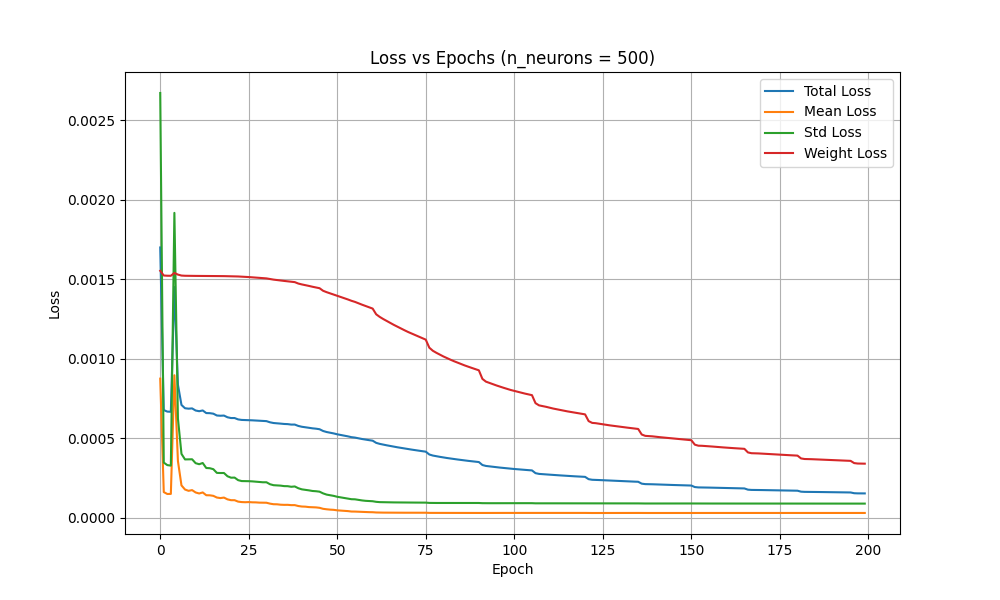 Loss vs Epochs (n_neurons = 500)
Total Loss
Mean Loss
Std Loss
Weight Loss
Loss
0.0025
0.0020
0.0015
0.0010
0.0005
0.0000
0 25 50 75 100 125 150 175 200
Epoch